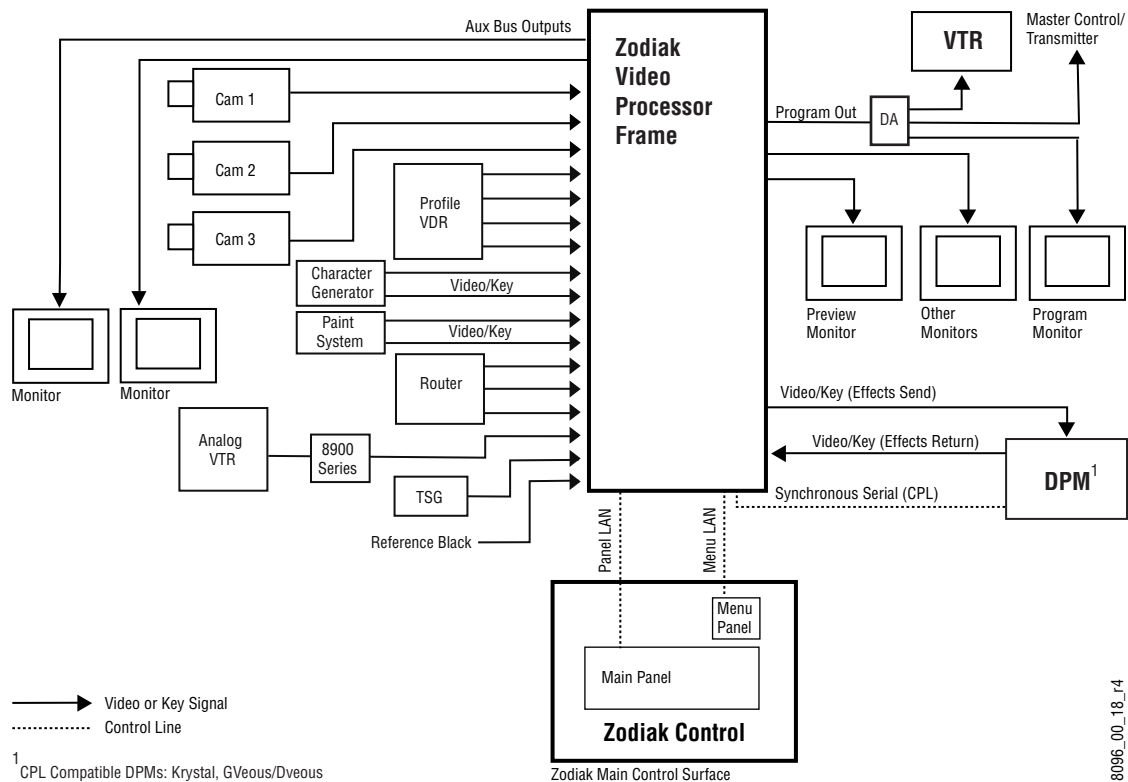 Aux Bus Outputs
Zodiak
Video
Processor
Frame
VTR
Master Control/
Transmitter
Program Out
DA
Cam 1
Cam 2
Cam 3
Profile
VDR
Character
Generator
Video/Key
Paint
System
Video/Key
Router
Monitor
Monitor
Analog
VTR
8900
Series
TSG
Reference Black
Preview
Monitor
Other
Monitors
Program
Monitor
Video/Key (Effects Send)
Video/Key (Effects Return)
DPM1
Synchronous Serial (CPL)
Panel LAN
Menu LAN
Menu
Panel
Main Panel
Zodiak Control
Zodiak Main Control Surface
Video or Key Signal
Control Line
1 CPL Compatible DPMs: Krystal, GVeous/Dveous
8096_00_18_r4